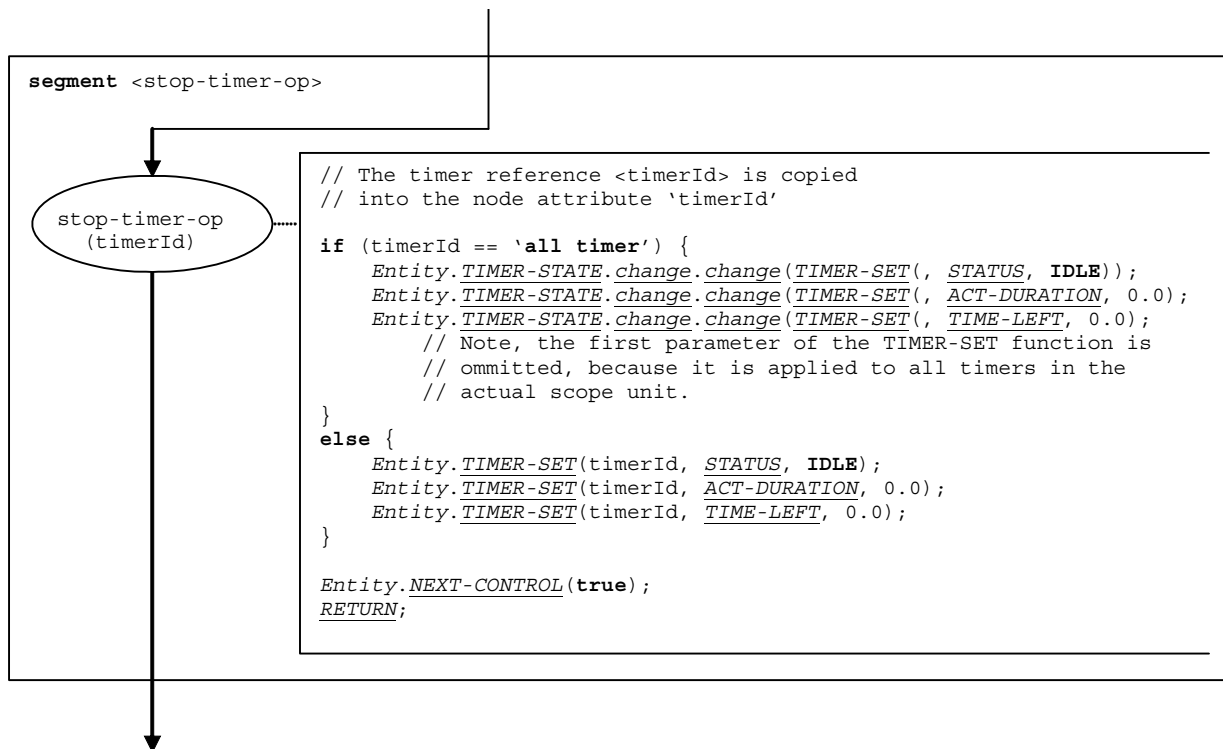 segment <stop-timer-op>
stop-timer-op
(timerId)
// The timer reference <timerId> is copied
// into the node attribute ‘timerId’
if (timerId == ‘all timer’) {
Entity.TIMER-STATE.change.change(TIMER-SET(, STATUS, IDLE));
Entity.TIMER-STATE.change.change(TIMER-SET(, ACT-DURATION, 0.0);
Entity.TIMER-STATE.change.change(TIMER-SET(, TIME-LEFT, 0.0);
// Note, the first parameter of the TIMER-SET function is
// ommitted, because it is applied to all timers in the
// actual scope unit.
}
else {
Entity.TIMER-SET(timerId, STATUS, IDLE);
Entity.TIMER-SET(timerId, ACT-DURATION, 0.0);
Entity.TIMER-SET(timerId, TIME-LEFT, 0.0);
}
Entity.NEXT-CONTROL(true);
RETURN;